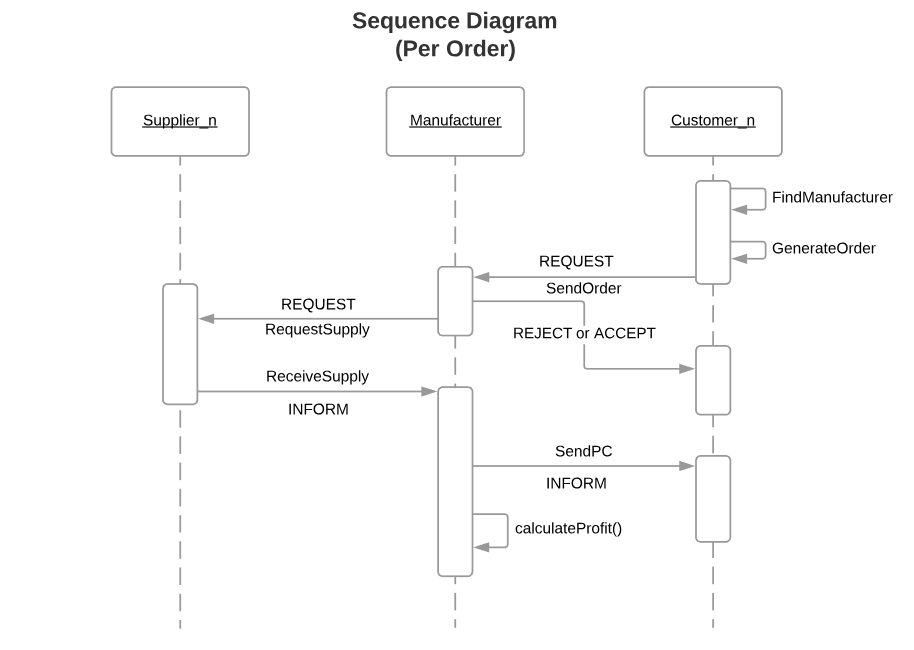 Sequence Diagram
(Per Order)
Supplier_n
Manufacturer
Customer_n
FindManufacturer
GenerateOrder
REQUEST
SendOrder
REQUEST
RequestSupply
REJECT or ACCEPT
ReceiveSupply
INFORM
SendPC
INFORM
calculateProfit()